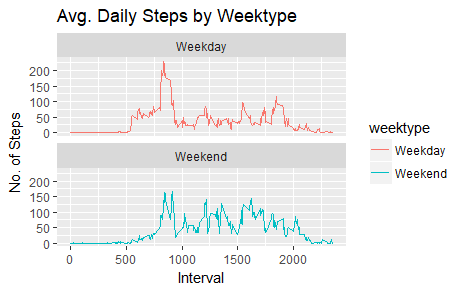 Avg. Daily Steps by Weektype
Weekday
200
150
100
50
0
Weekend
200
150
100
50
0
No. of Steps
0 500 1000 1500 2000
Interval
weektype
Weekday
Weekend